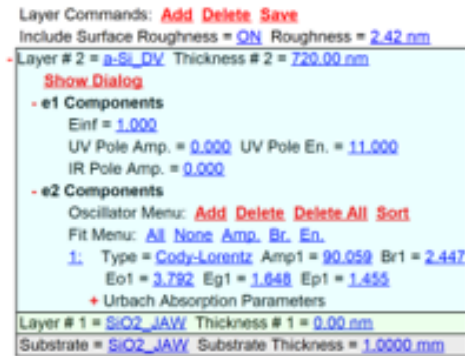 Layer Commands: Add Delete Save
Include Surface Roughness = ON Roughness = 2.42 nm
- Layer # 2 = a-Si_DV Thickness # 2 = 720.00 nm
Show Dialog
- e1 Components
Einf = 1.000
UV Pole Amp. = 0.000 UV Pole En. = 11.000
IR Pole Amp. = 0.000
- e2 Components
Oscillator Menu: Add Delete Delete All Sort
Fit Menu: All None Amp. Br. En.
1: Type = Cody-Lorentz Amp1 = 90.059 Br1 = 2.447
Eo1 = 3.792 Eg1 = 1.648 Ep1 = 1.455
+ Urbach Absorption Parameters
Layer # 1 = SiO2_JAW Thickness # 1 = 0.00 nm
Substrate = SiO2_JAW Substrate Thickness = 1.0000 mm